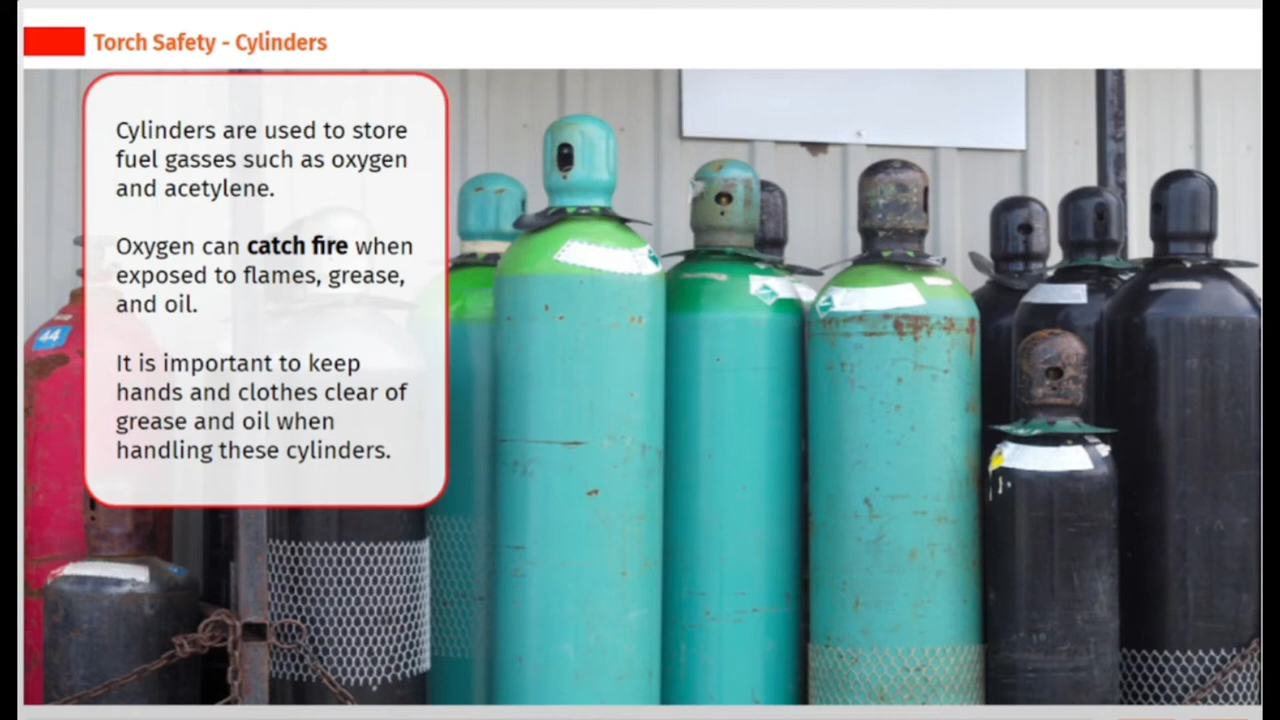 Torch Safety - Cylinders
Cylinders are used to store
fuel gasses such as oxygen
and acetylene.
Oxygen can catch fire when
exposed to flames, grease,
and oil.
It is important to keep
hands and clothes clear of
grease and oil when
handling these cylinders.
44